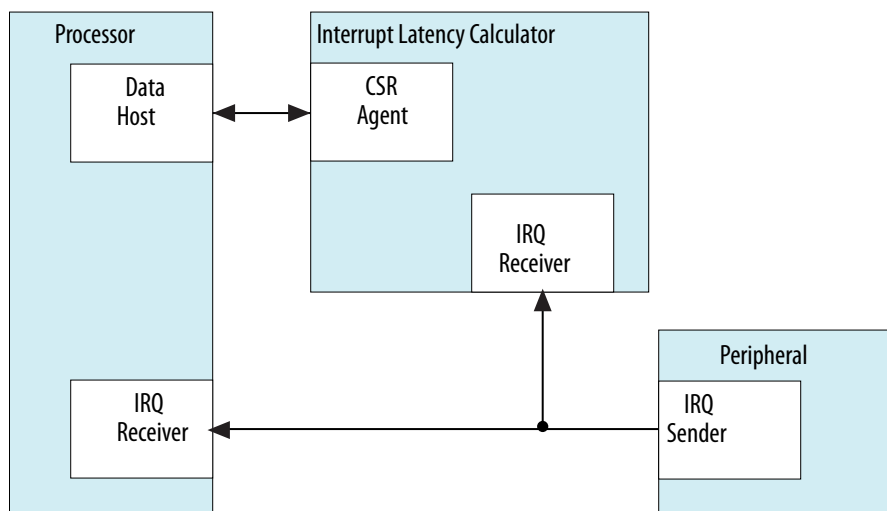 Processor
Data
Host
Interrupt Latency Calculator
CSR
Agent
IRQ
Receiver
Peripheral
IRQ
Receiver
IRQ
Sender